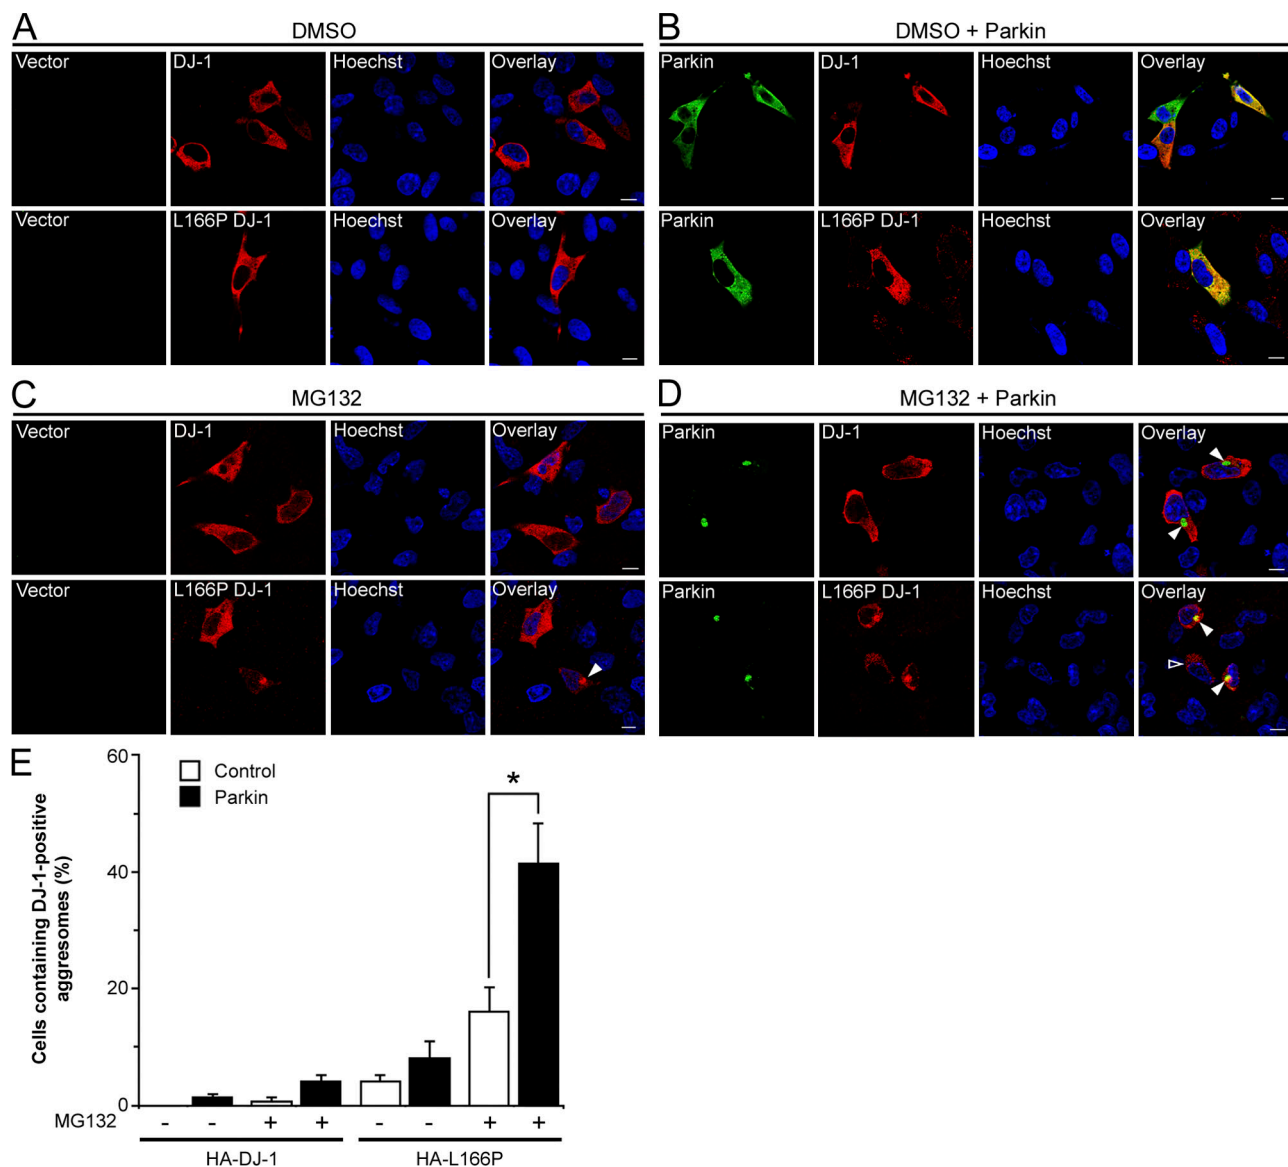 A
DMSO
Vector
DJ-1
Hoechst
Overlay
Vector
L166P DJ-1
Hoechst
Overlay
B
DMSO + Parkin
Parkin
DJ-1
Hoechst
Overlay
Parkin
L166P DJ-1
Hoechst
Overlay
C
MG132
Vector
DJ-1
Hoechst
Overlay
Vector
L166P DJ-1
Hoechst
Overlay
D
MG132 + Parkin
Parkin
DJ-1
Hoechst
Overlay
Parkin
L166P DJ-1
Hoechst
Overlay
E
Cells containing DJ-1-positive
aggresomes (%)
60
40
20
0
Control
Parkin
*
MG132 - - + + - - + +
HA-DJ-1 HA-L166P